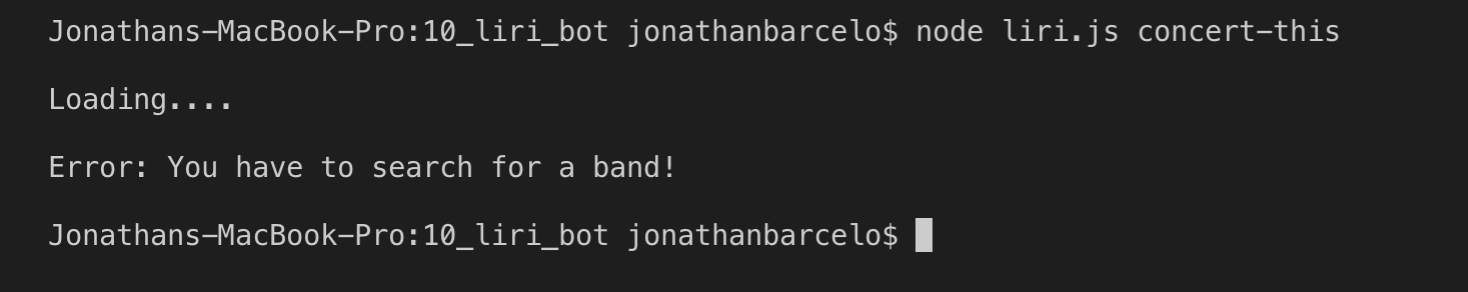 Jonathans-MacBook-Pro:10_liri_bot jonathanbarcelo$ node liri.js concert-this
Loading....
Error: You have to search for a band!
Jonathans-MacBook-Pro:10_liri_bot jonathanbarcelo$